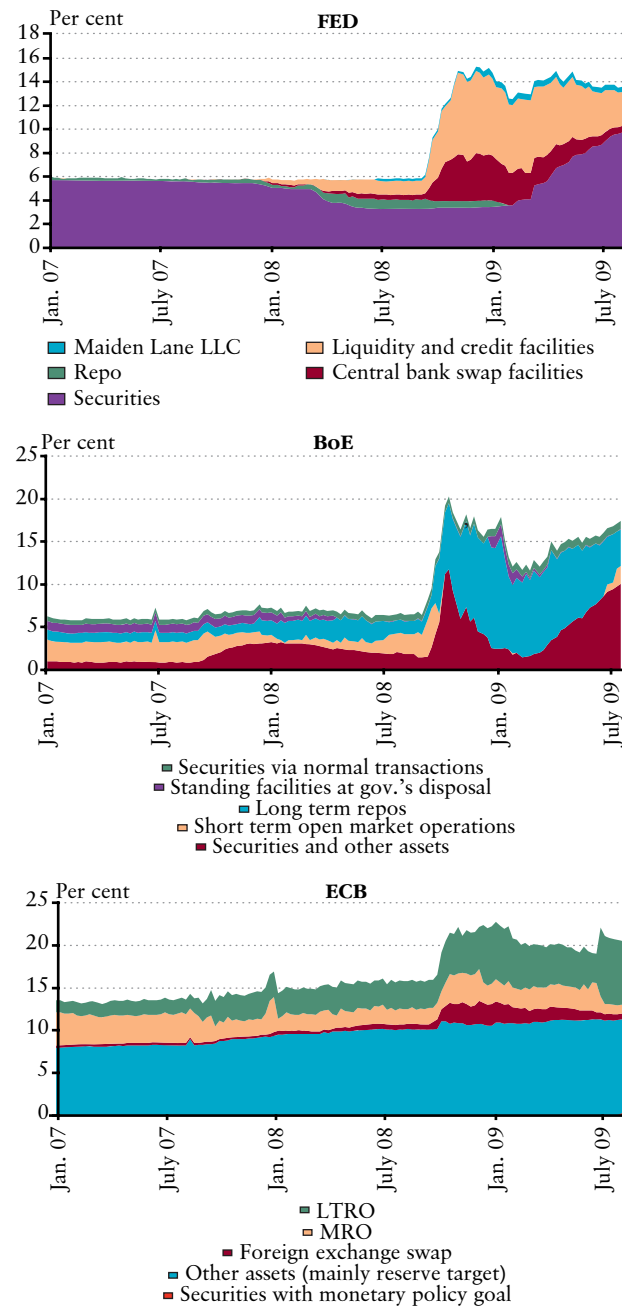 Per cent FED
18
16
14
12
10
8
6
4
2
0
Jan. 07
July 07
Jan. 08
July 08
Jan. 09
July 09
Maiden Lane LLC
Liquidity and credit facilities
Repo
Central bank swap facilities
Securities
Per cent BoE
25
20
15
10
5
0
Jan. 07
July 07
Jan. 08
July 08
Jan. 09
July 09
Securities via normal transactions
Standing facilities at gov.'s disposal
Long term repos
Short term open market operations
Securities and other assets
Per cent ECB
25
20
15
10
5
0
Jan. 07
July 07
Jan. 08
July 08
Jan. 09
July 09
LTRO
MRO
Foreign exchange swap
Other assets (mainly reserve target)
Securities with monetary policy goal